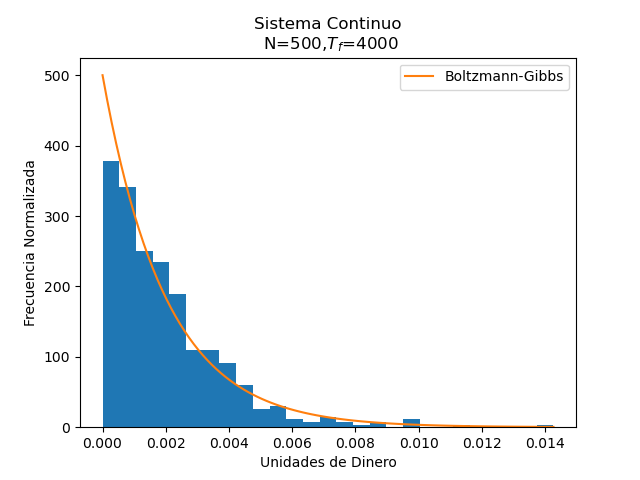 Sistema Continuo
N=500,T_f=4000
Boltzmann-Gibbs
500
400
300
200
100
0
Frecuencia Normalizada
0.000 0.002 0.004 0.006 0.008 0.010 0.012 0.014
Unidades de Dinero